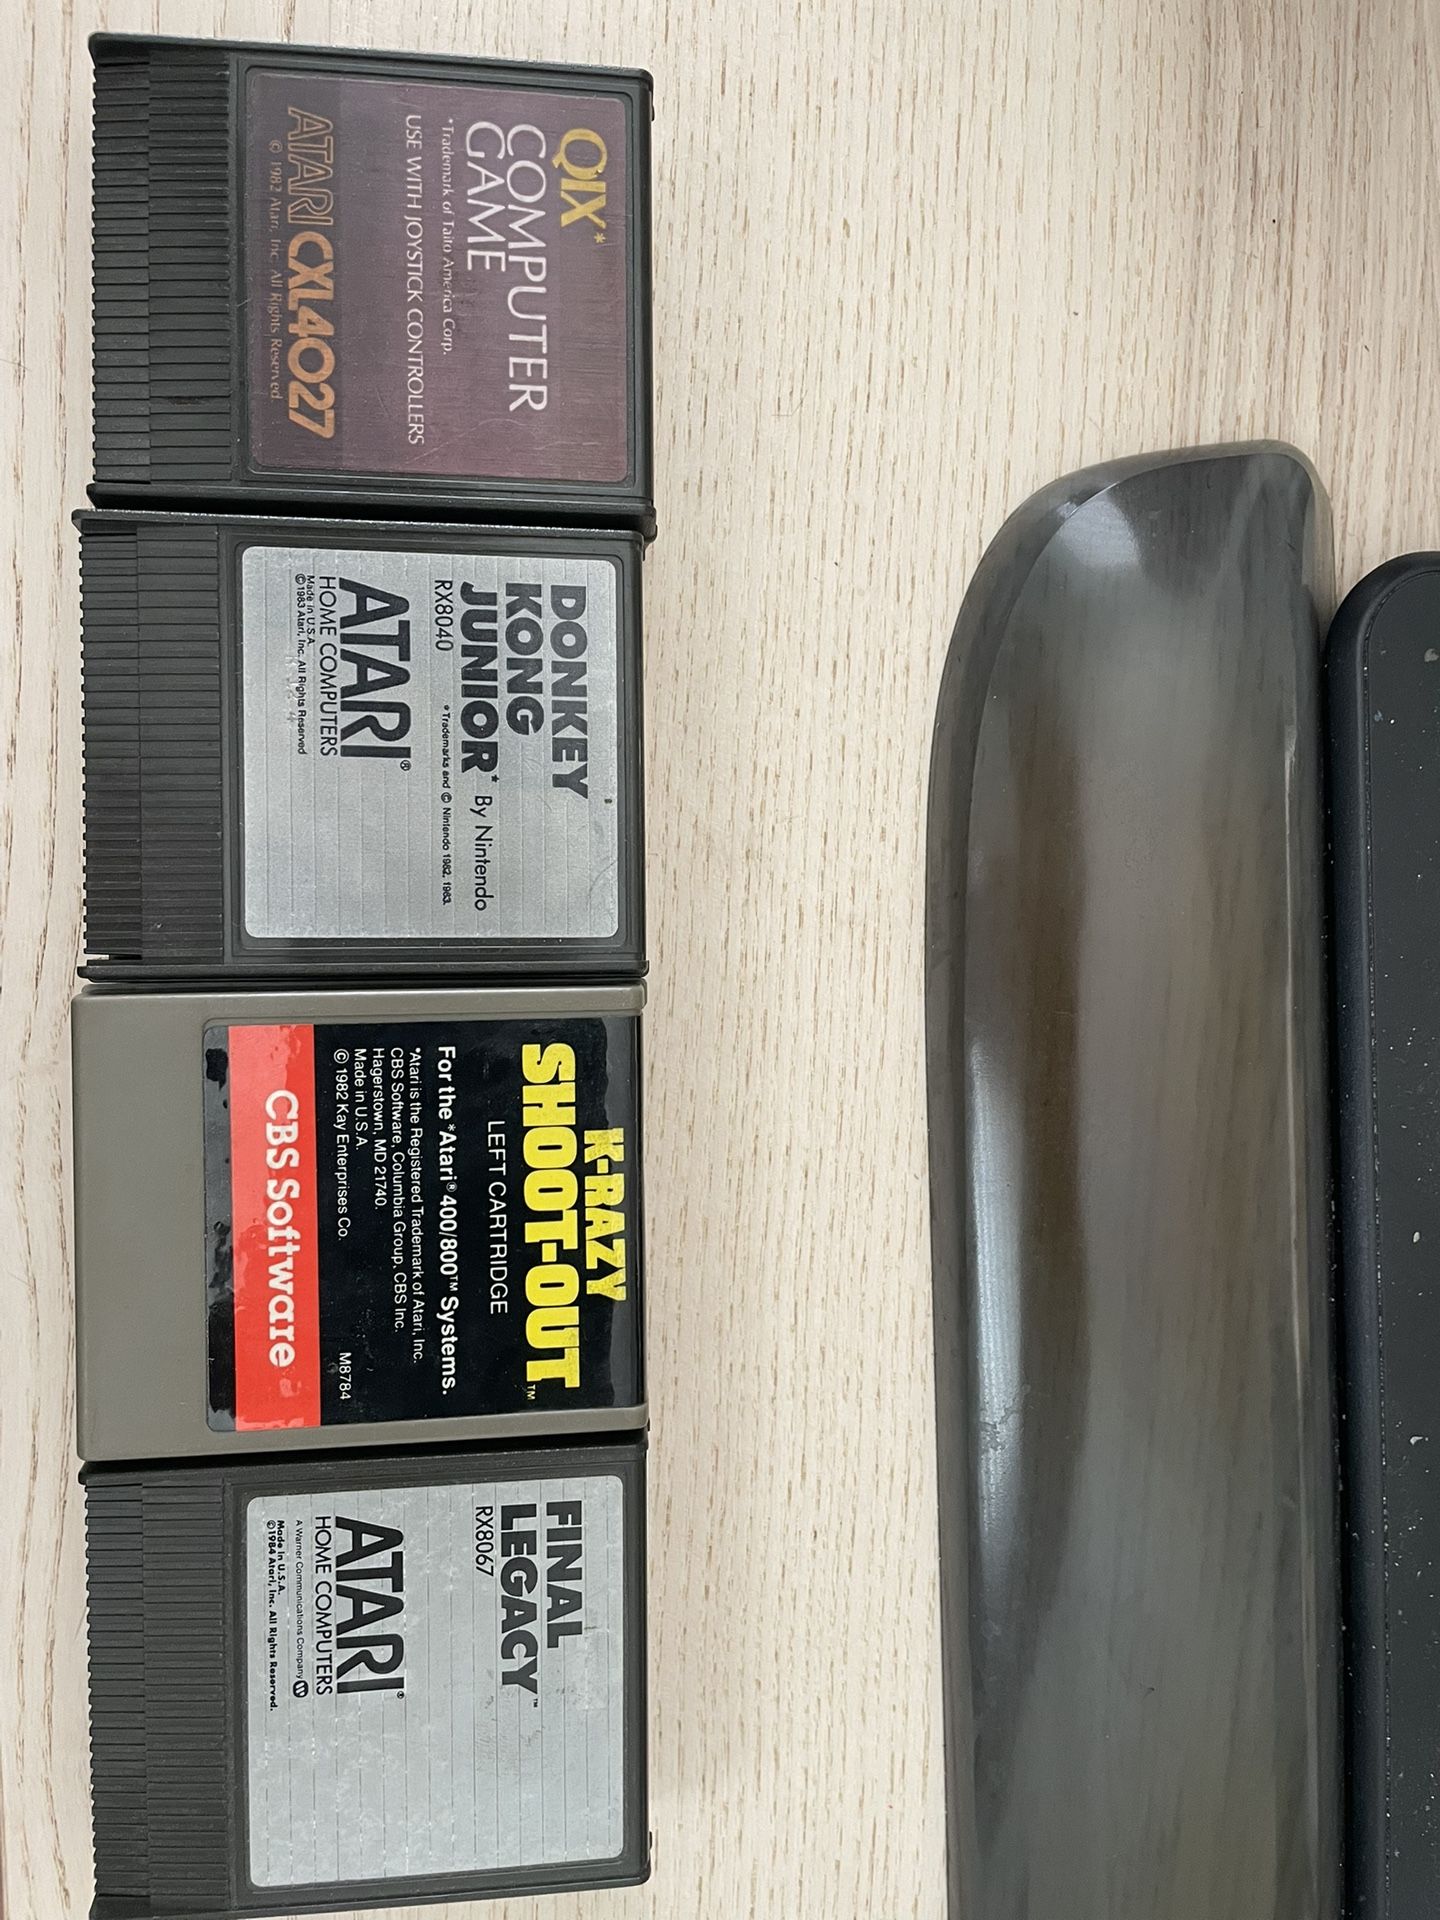 QIX*
COMPUTER
GAME
*Trademark of Taito America Corp.
USE WITH JOYSTICK CONTROLLERS
ATARI CXL4027
© 1982 Atari, Inc. All Rights Reserved
DONKEY
KONG
JUNIOR* By Nintendo
RX8040 *Trademarks and © Nintendo 1982, 1983.
ATARI®
HOME COMPUTERS
Made in U.S.A.
©1983 Atari, Inc. All Rights Reserved
K-RAZY
SHOOT-OUT™
LEFT CARTRIDGE
For the *Atari® 400/800™ Systems.
*Atari is the Registered Trademark of Atari, Inc.
CBS Software, Columbia Group, CBS Inc.
Hagerstown, MD 21740.
Made in U.S.A.
© 1982 Kay Enterprises Co. M8784
CBS Software
FINAL
LEGACY™
RX8067
ATARI®
HOME COMPUTERS
A Warner Communications Company W
Made in U.S.A.
©1984 Atari, Inc. All Rights Reserved.